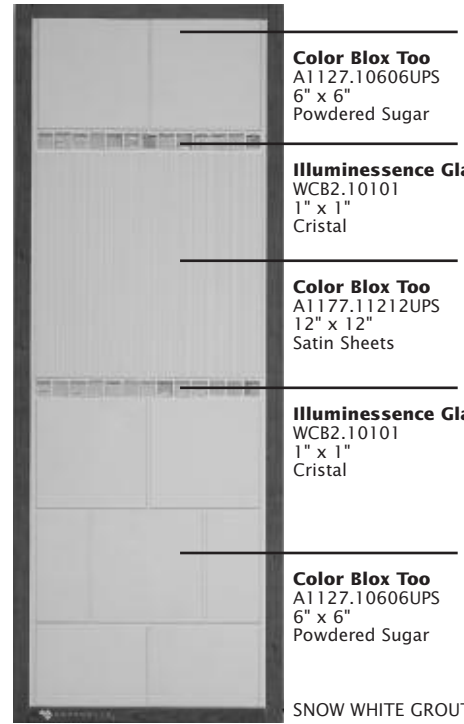 Color Blox Too
A1127.10606UPS
6" x 6"
Powdered Sugar
Illuminessence Gla
WCB2.10101
1" x 1"
Cristal
Color Blox Too
A1177.11212UPS
12" x 12"
Satin Sheets
Illuminessence Gla
WCB2.10101
1" x 1"
Cristal
Color Blox Too
A1127.10606UPS
6" x 6"
Powdered Sugar
SNOW WHITE GROUT